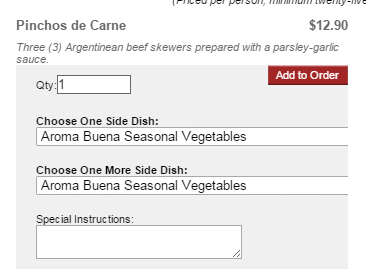 (Priced per person, minimum twenty-five
Pinchos de Carne $12.90
Three (3) Argentinean beef skewers prepared with a parsley-garlic
sauce.
Add to Order
Qty: 1
Choose One Side Dish:
Aroma Buena Seasonal Vegetables
Choose One More Side Dish:
Aroma Buena Seasonal Vegetables
Special Instructions: